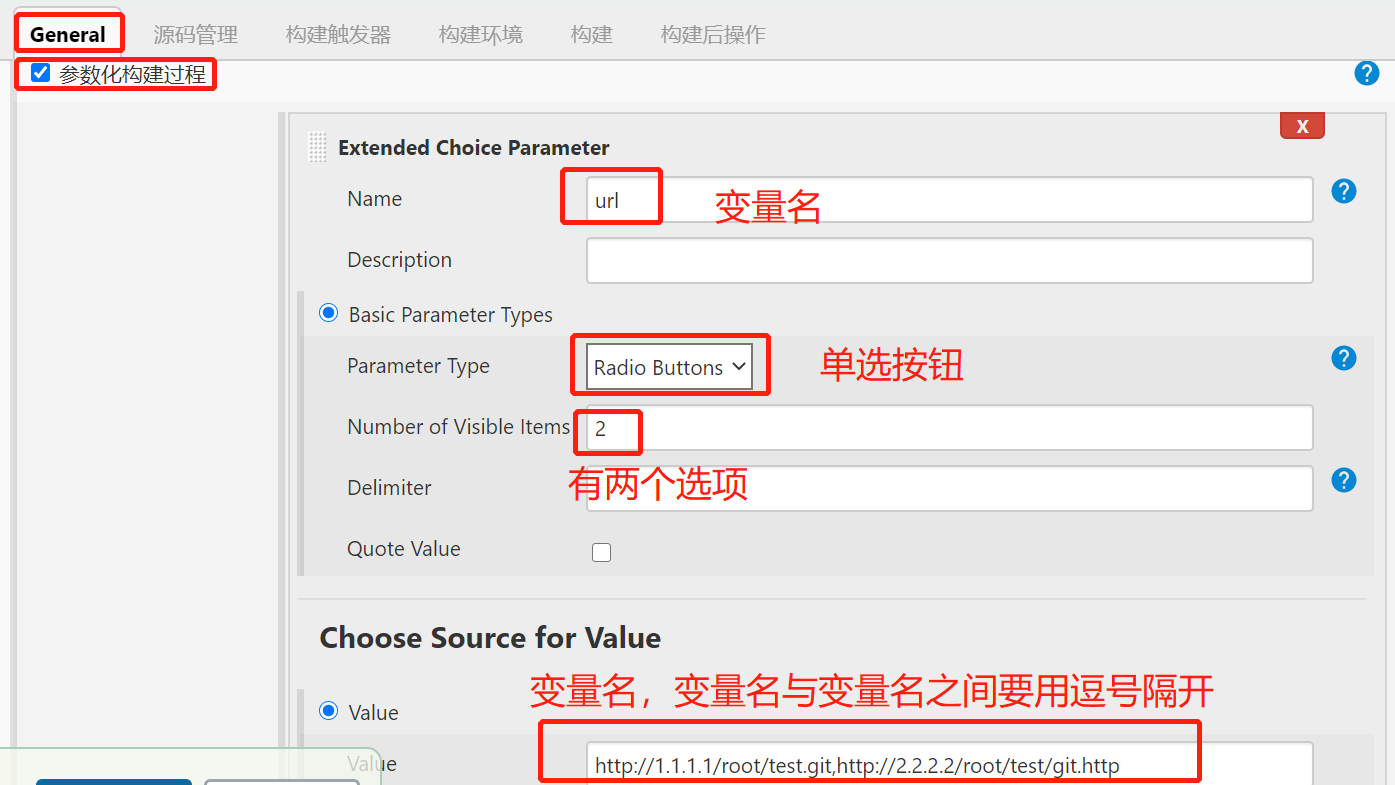 General 源码管理 构建触发器 构建环境 构建 构建后操作
参数化构建过程 ?
X
Extended Choice Parameter
Name url 变量名 ?
Description
Basic Parameter Types
Parameter Type Radio Buttons 单选按钮 ?
Number of Visible Items 2
Delimiter 有两个选项 ?
Quote Value
Choose Source for Value
变量名，变量名与变量名之间要用逗号隔开
Value
Value http://1.1.1.1/root/test.git,http://2.2.2.2/root/test/git.http